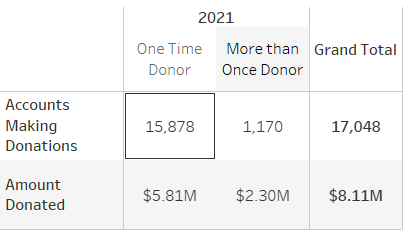 2021
One Time Donor
More than Once Donor
Grand Total
Accounts Making Donations
15,878
1,170
17,048
Amount Donated
$5.81M
$2.30M
$8.11M